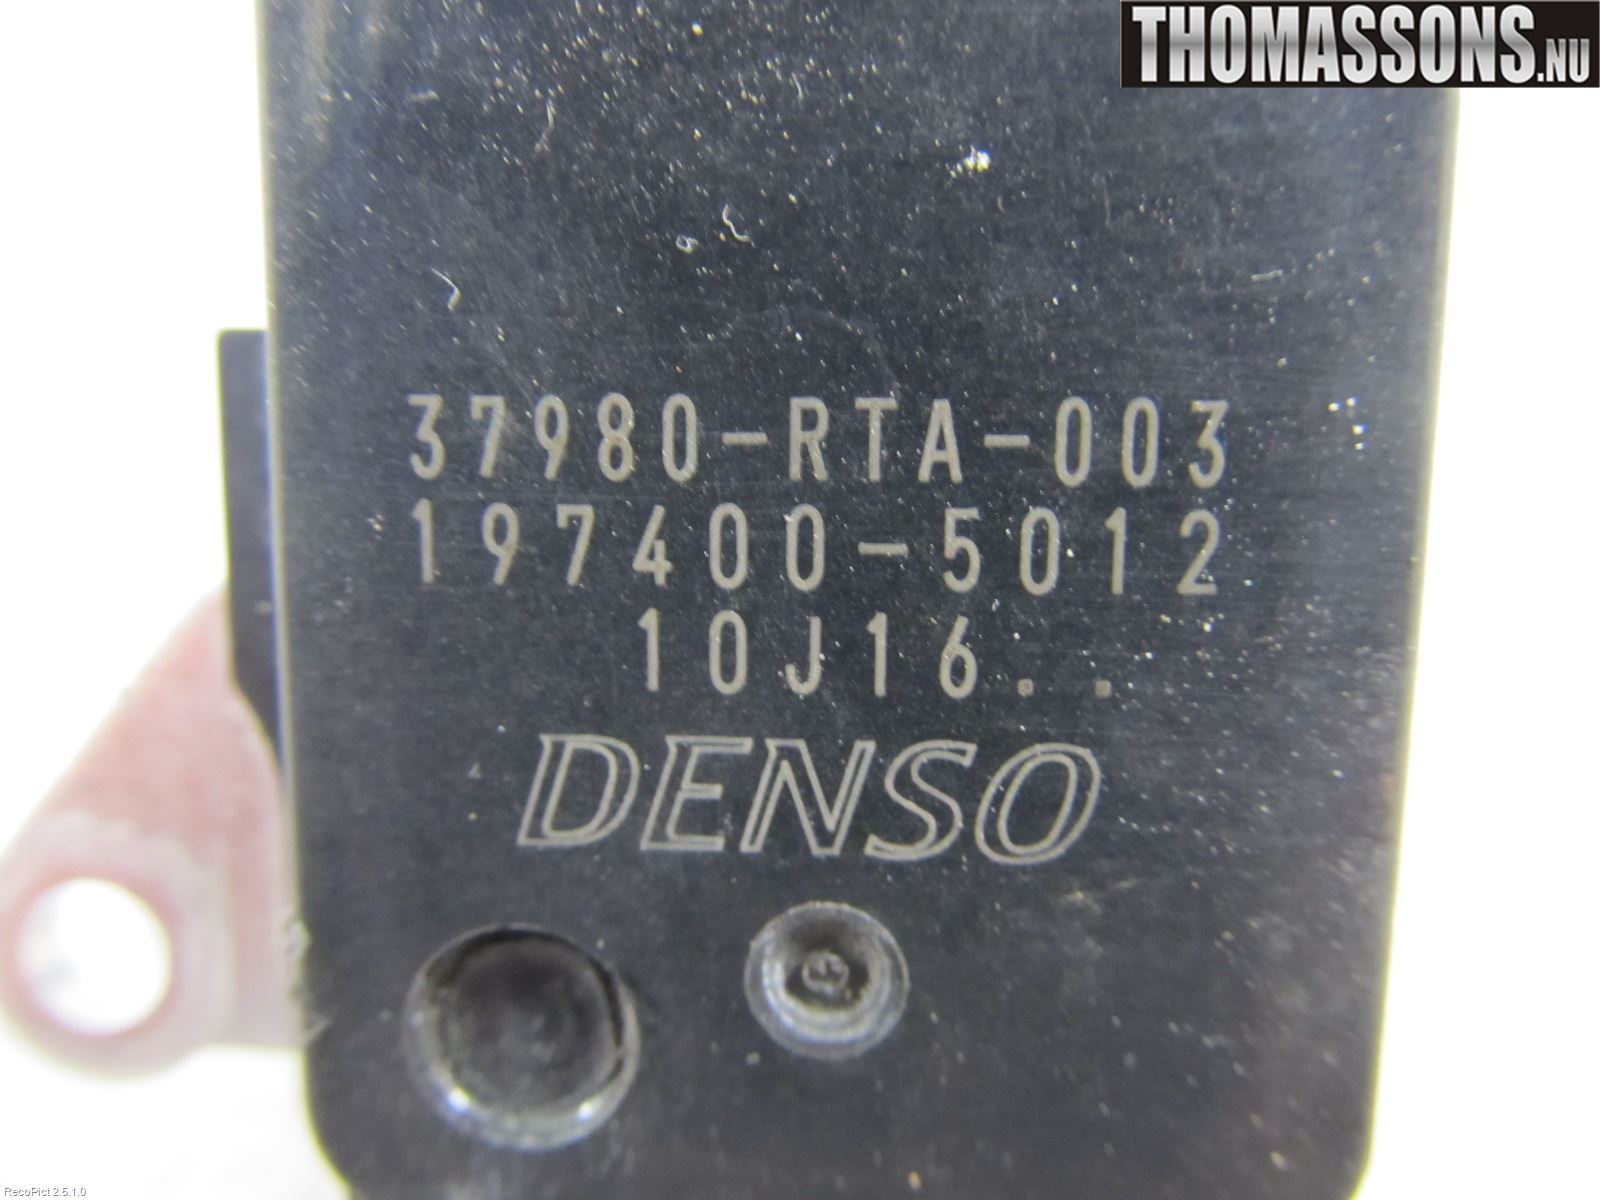 THOMASSONS.NU
37980-RTA-003
197400-5012
10J16. .
DENSO
RecoPict 2.5.1.0